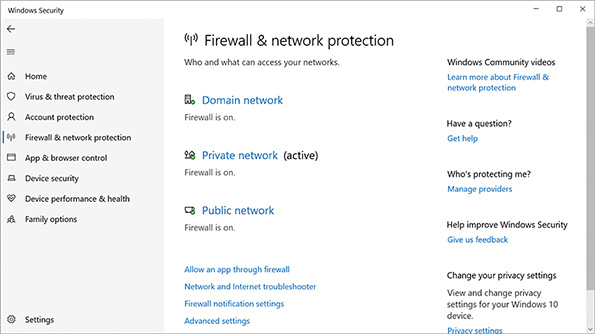 Windows Security
Home
Virus & threat protection
Account protection
Firewall & network protection
App & browser control
Device security
Device performance & health
Family options
Settings
Firewall & network protection
Who and what can access your networks.
Domain network
Firewall is on.
Private network (active)
Firewall is on.
Public network
Firewall is on.
Allow an app through firewall
Network and Internet troubleshooter
Firewall notification settings
Advanced settings
Windows Community videos
Learn more about Firewall &
network protection
Have a question?
Get help
Who's protecting me?
Manage providers
Help improve Windows Security
Give us feedback
Change your privacy settings
View and change privacy
settings for your Windows 10
device.
Privacy settings